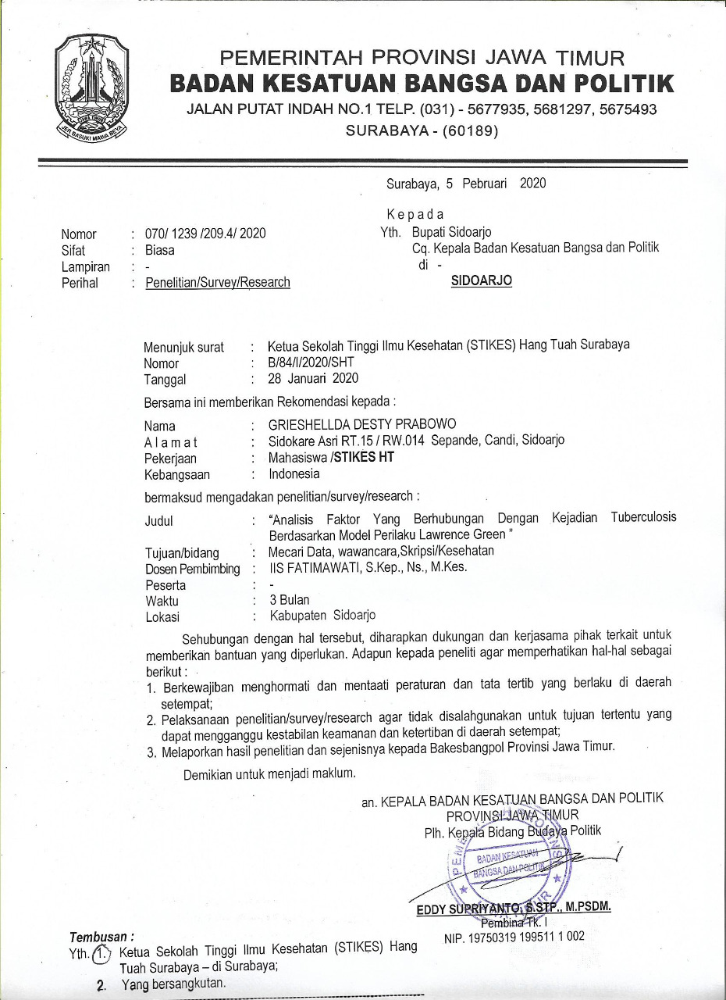 PEMERINTAH PROVINSI JAWA TIMUR
BADAN KESATUAN BANGSA DAN POLITIK
JALAN PUTAT INDAH NO.1 TELP. (031) - 5677935, 5681297, 5675493
SURABAYA - (60189)
JAWA TIMUR
JER BASUKI MAWA BEYA
Surabaya, 5 Pebruari 2020
Kepada
Yth. Bupati Sidoarjo
Cq. Kepala Badan Kesatuan Bangsa dan Politik
di -
SIDOARJO
Nomor : 070/ 1239 /209.4/ 2020
Sifat : Biasa
Lampiran : -
Perihal : Penelitian/Survey/Research
Menunjuk surat : Ketua Sekolah Tinggi Ilmu Kesehatan (STIKES) Hang Tuah Surabaya
Nomor : B/84/I/2020/SHT
Tanggal : 28 Januari 2020
Bersama ini memberikan Rekomendasi kepada :
Nama : GRIESHELLDA DESTY PRABOWO
A l a m a t : Sidokare Asri RT.15 / RW.014 Sepande, Candi, Sidoarjo
Pekerjaan : Mahasiswa /STIKES HT
Kebangsaan : Indonesia
bermaksud mengadakan penelitian/survey/research :
Judul : “Analisis Faktor Yang Berhubungan Dengan Kejadian Tuberculosis
Berdasarkan Model Perilaku Lawrence Green "
Tujuan/bidang : Mecari Data, wawancara,Skripsi/Kesehatan
Dosen Pembimbing : IIS FATIMAWATI, S.Kep., Ns., M.Kes.
Peserta : -
Waktu : 3 Bulan
Lokasi : Kabupaten Sidoarjo
Sehubungan dengan hal tersebut, diharapkan dukungan dan kerjasama pihak terkait untuk
memberikan bantuan yang diperlukan. Adapun kepada peneliti agar memperhatikan hal-hal sebagai
berikut :
1. Berkewajiban menghormati dan mentaati peraturan dan tata tertib yang berlaku di daerah
setempat;
2. Pelaksanaan penelitian/survey/research agar tidak disalahgunakan untuk tujuan tertentu yang
dapat mengganggu kestabilan keamanan dan ketertiban di daerah setempat;
3. Melaporkan hasil penelitian dan sejenisnya kepada Bakesbangpol Provinsi Jawa Timur.
Demikian untuk menjadi maklum.
an. KEPALA BADAN KESATUAN BANGSA DAN POLITIK
PROVINSI JAWA TIMUR
Plh. Kepala Bidang Budaya Politik
BADAN KESATUAN
BANGSA DAN POLITIK
EDDY SUPRIYANTO, S.STP., M.PSDM.
Pembina Tk. I
NIP. 19750319 199511 1 002
Tembusan :
Yth. 1. Ketua Sekolah Tinggi Ilmu Kesehatan (STIKES) Hang
Tuah Surabaya – di Surabaya;
2. Yang bersangkutan.